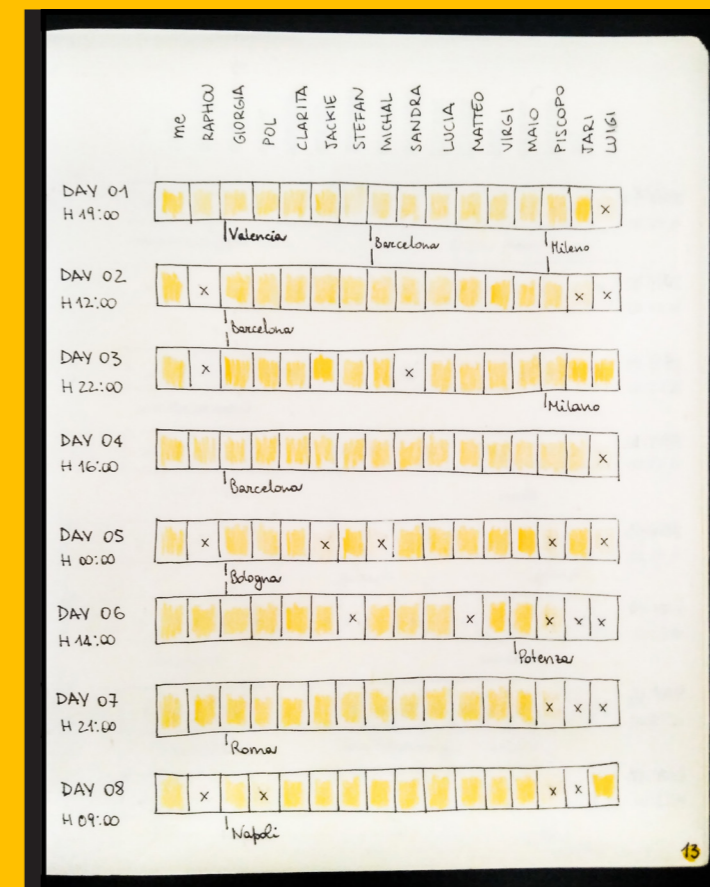 me RAPHOU GIORGIA POL CLARITA JACKIE STEFAN MICHAL SANDRA LUCIA MATTEO VIRGI MAIO PISCOPO JARI LUIGI
DAY 01
H 19:00
x
Valencia Barcelona Milano
DAY 02
H 12:00
x x x
Barcelona
DAY 03
H 22:00
x x
Milano
DAY 04
H 16:00
x
Barcelona
DAY 05
H 00:00
x x x x x
Bologna
DAY 06
H 14:00
x x x x x
Potenza
DAY 07
H 21:00
x x x
Roma
DAY 08
H 09:00
x x x x
Napoli
13